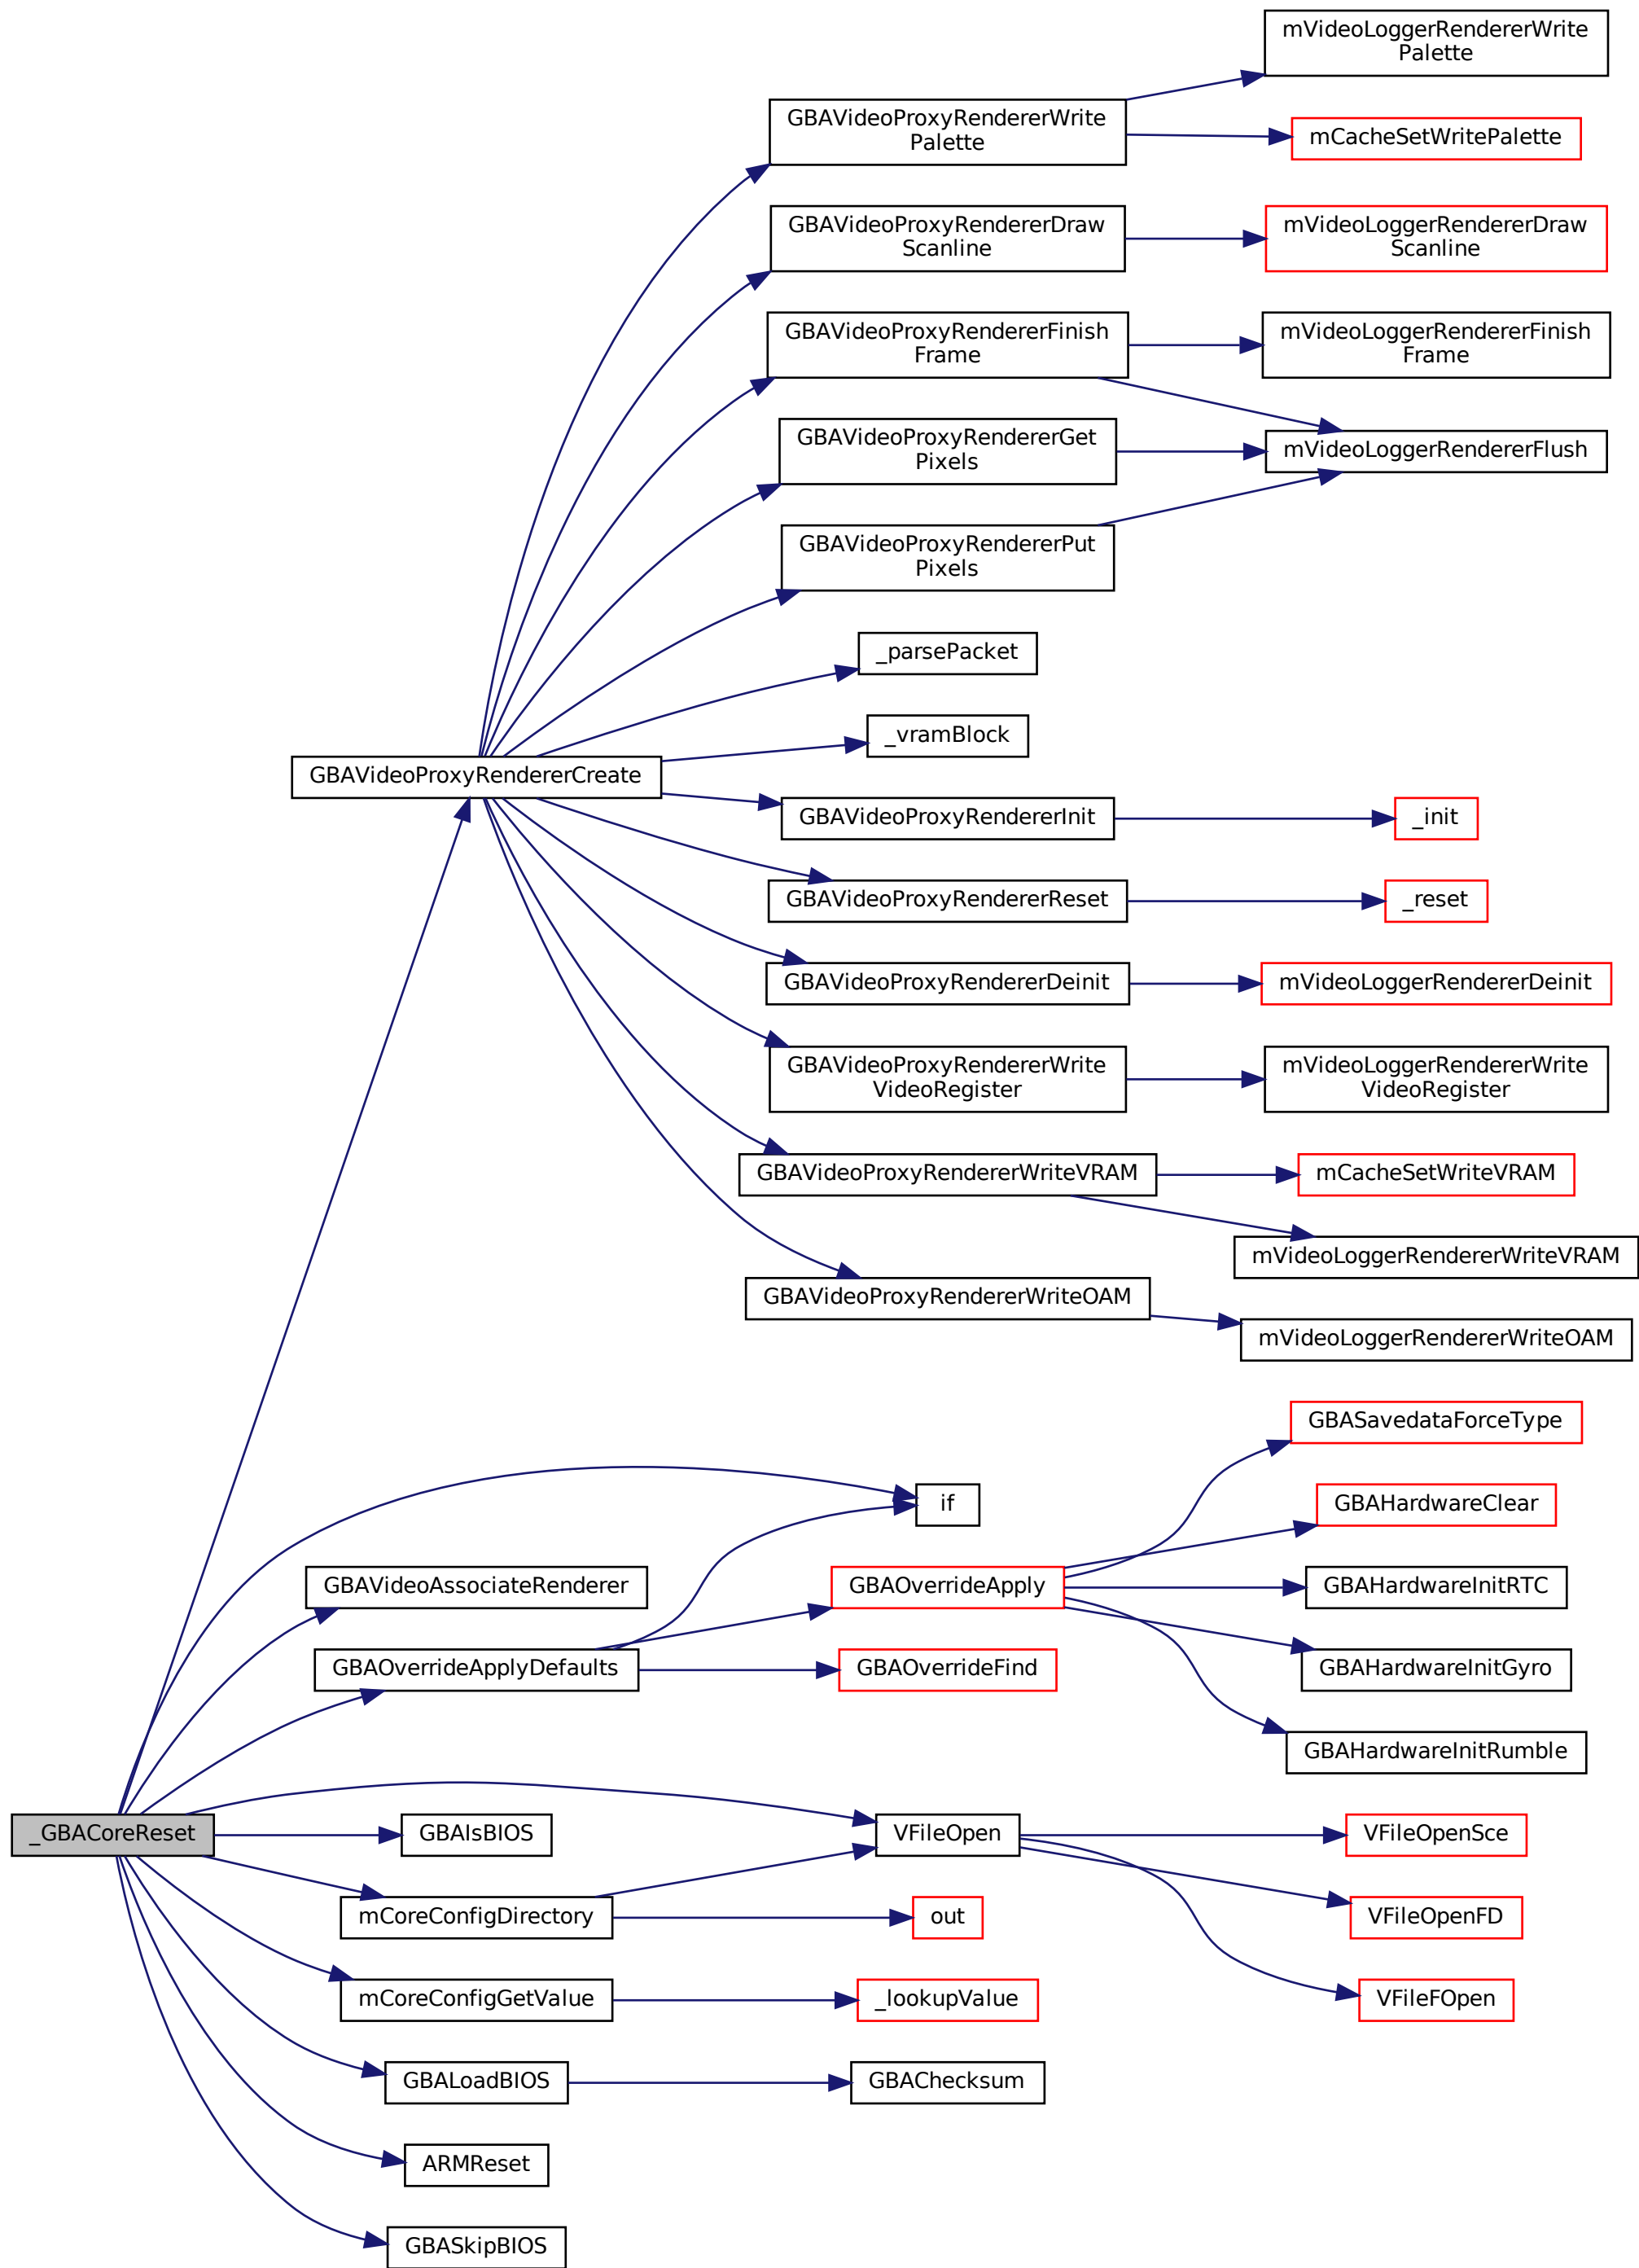 mVideoLoggerRendererWrite
Palette
GBAVideoProxyRendererWrite
Palette
mCacheSetWritePalette
GBAVideoProxyRendererDraw
Scanline
mVideoLoggerRendererDraw
Scanline
GBAVideoProxyRendererFinish
Frame
mVideoLoggerRendererFinish
Frame
GBAVideoProxyRendererGet
Pixels
mVideoLoggerRendererFlush
GBAVideoProxyRendererPut
Pixels
_parsePacket
_vramBlock
GBAVideoProxyRendererCreate
GBAVideoProxyRendererInit
_init
GBAVideoProxyRendererReset
_reset
GBAVideoProxyRendererDeinit
mVideoLoggerRendererDeinit
GBAVideoProxyRendererWrite
VideoRegister
mVideoLoggerRendererWrite
VideoRegister
GBAVideoProxyRendererWriteVRAM
mCacheSetWriteVRAM
mVideoLoggerRendererWriteVRAM
GBAVideoProxyRendererWriteOAM
mVideoLoggerRendererWriteOAM
GBASavedataForceType
if
GBAHardwareClear
GBAVideoAssociateRenderer
GBAOverrideApply
GBAHardwareInitRTC
GBAOverrideApplyDefaults
GBAOverrideFind
GBAHardwareInitGyro
GBAHardwareInitRumble
_GBACoreReset
GBAIsBIOS
VFileOpen
VFileOpenSce
mCoreConfigDirectory
out
VFileOpenFD
mCoreConfigGetValue
_lookupValue
VFileFOpen
GBALoadBIOS
GBAChecksum
ARMReset
GBASkipBIOS